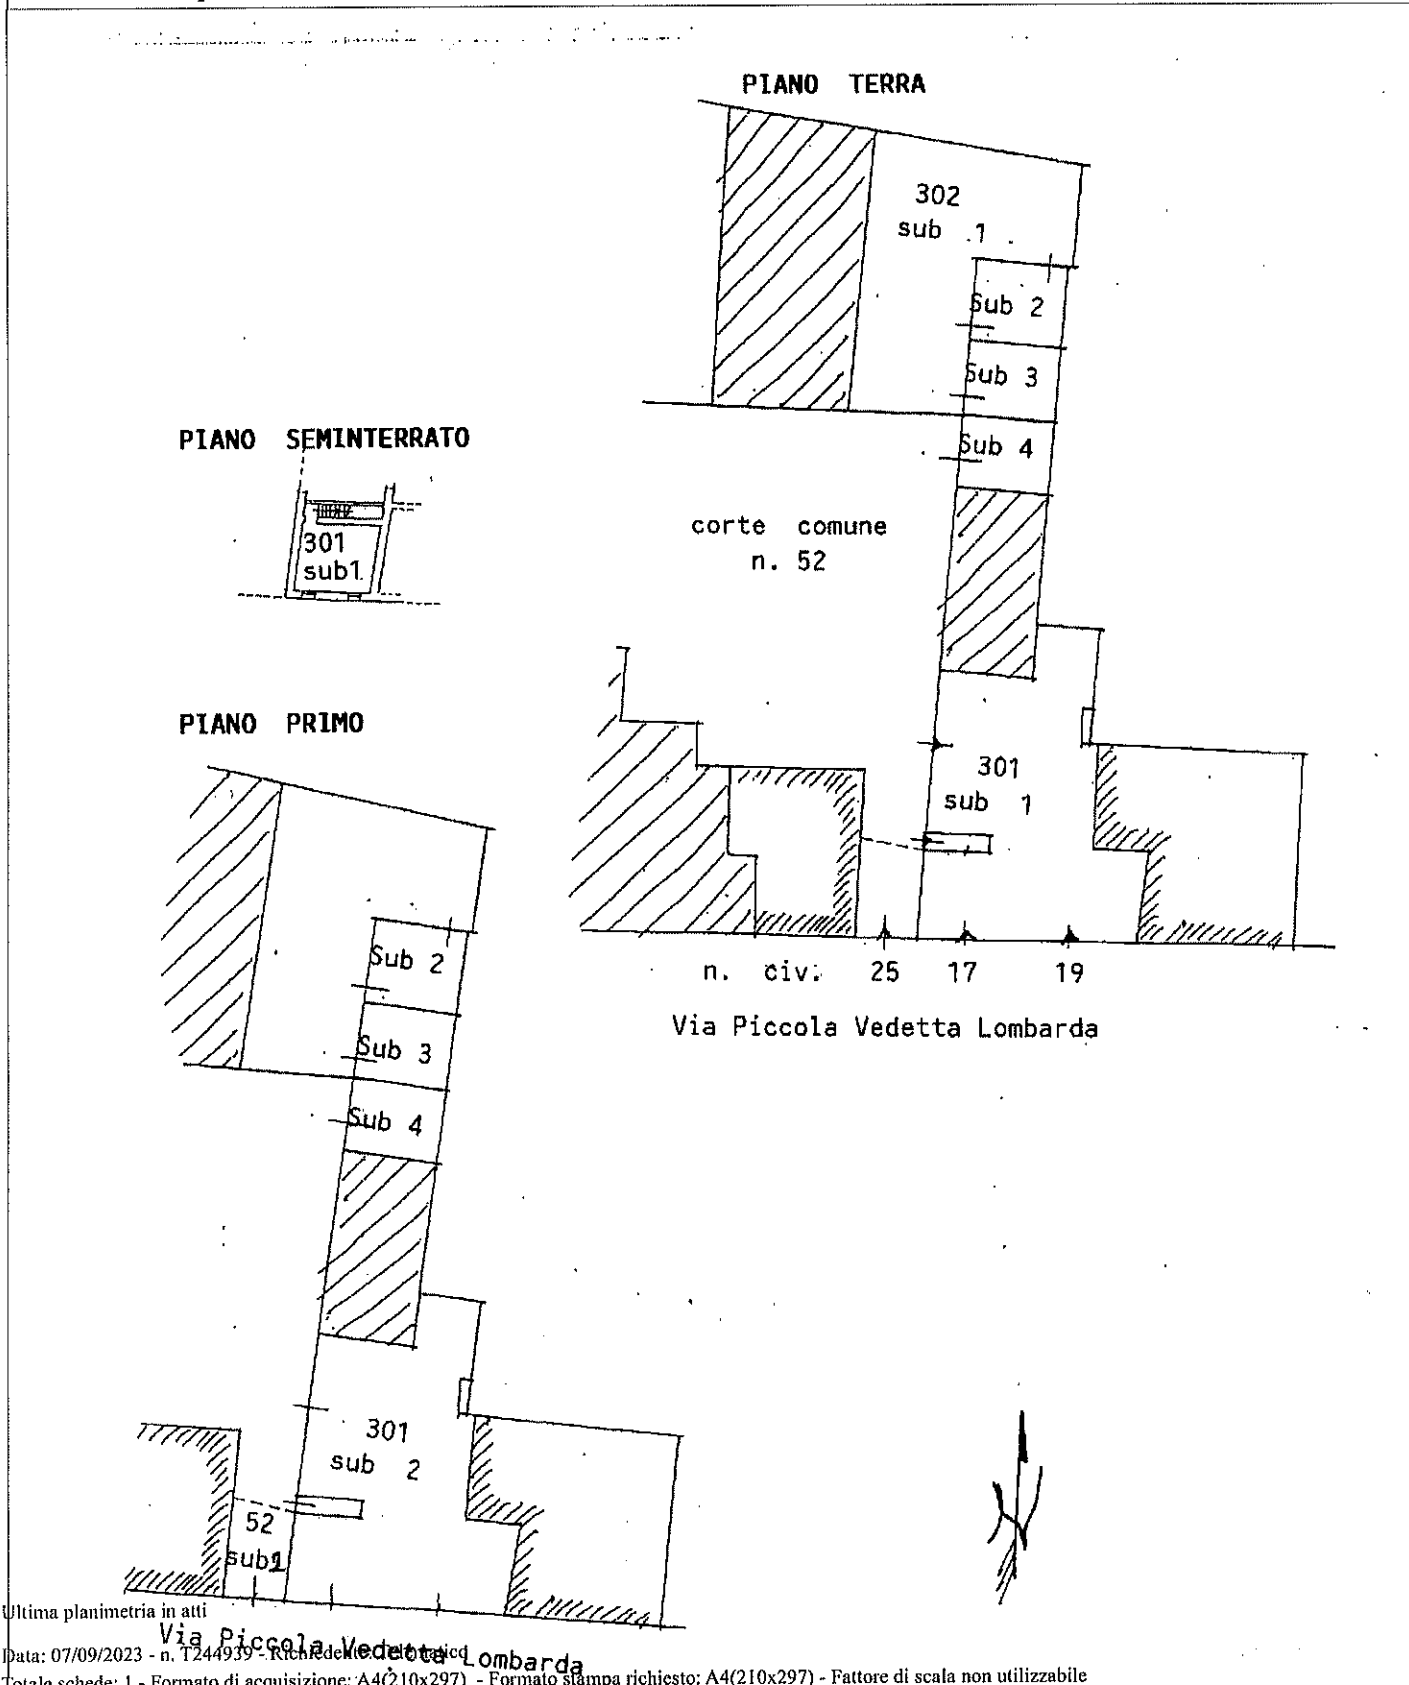 PIANO TERRA
302
sub 1
Sub 2
Sub 3
Sub 4
corte comune
n. 52
301
sub 1
n. civ. 25 17 19
Via Piccola Vedetta Lombarda
PIANO SEMINTERRATO
301
sub1
PIANO PRIMO
Sub 2
Sub 3
Sub 4
301
sub 2
52
sub1
Via Piccola Vedetta Lombarda
Ultima planimetria in atti
Data: 07/09/2023 - n. T244939 - Richiedente: Telematico
Totale schede: 1 - Formato di acquisizione: A4(210x297) - Formato stampa richiesto: A4(210x297) - Fattore di scala non utilizzabile